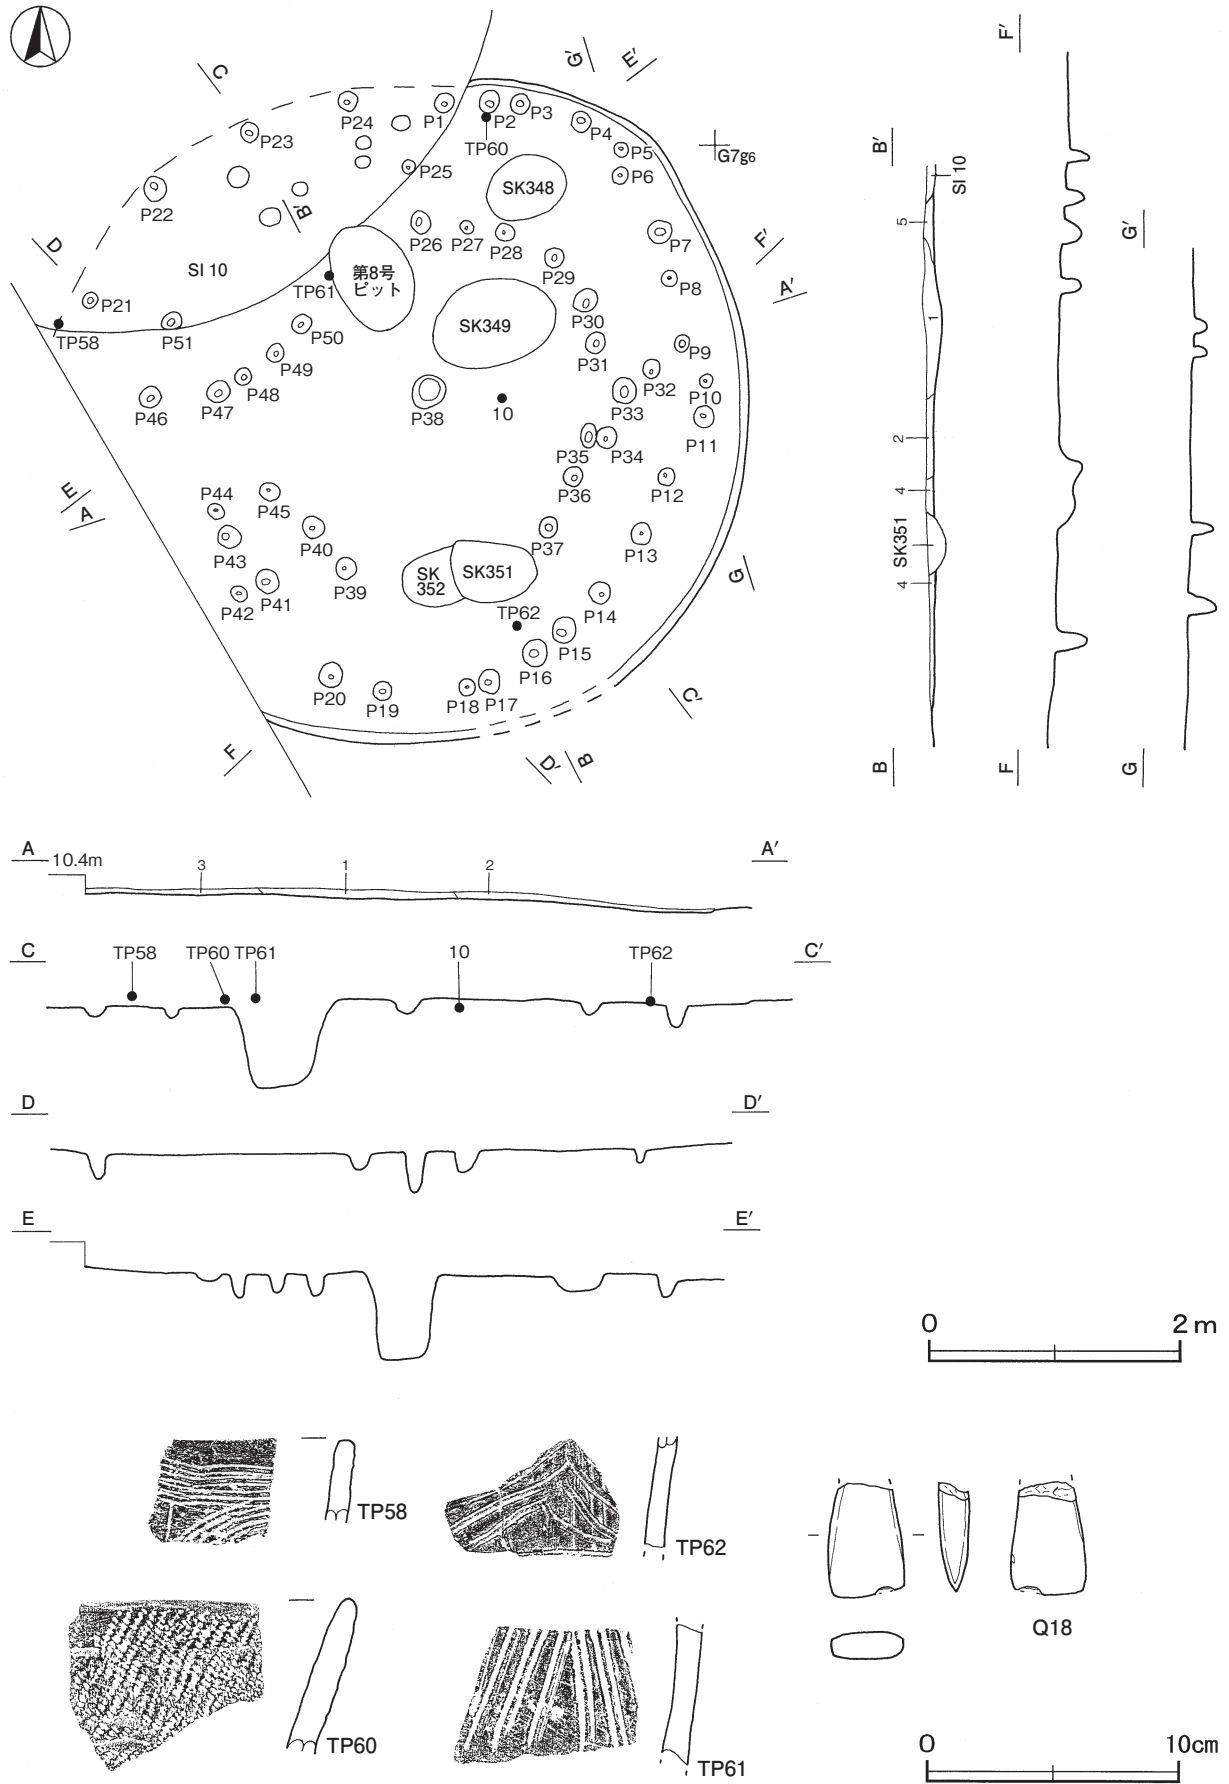 F′
C
G′
E′
P24
P1
P2
P3
P4
P23
TP60
P5
G7g6
P25
P6
B′
SI 10
SK348
P22
B′
5
P26
P27
P28
P7
G′
D
F′
SI 10
第8号
ピット
P29
TP61
P8
A′
P21
P30
SK349
1
TP58
P51
P50
P31
P9
P49
P32
P48
P10
P46
P47
P38
10
P33
P11
P35
P34
2
E
A
P44
P45
P36
P12
4
P43
P40
P37
P13
SK351
SK
352
SK351
G
P42
P41
P39
4
TP62
P14
P15
P16
P20
P19
P18
P17
C′
F
D′
B
B
F
G
A
10.4m
3
1
2
A′
C
TP58
TP60
TP61
10
TP62
C′
D
D′
E
E′
0
2m
TP58
TP62
Q18
TP60
TP61
0
10cm